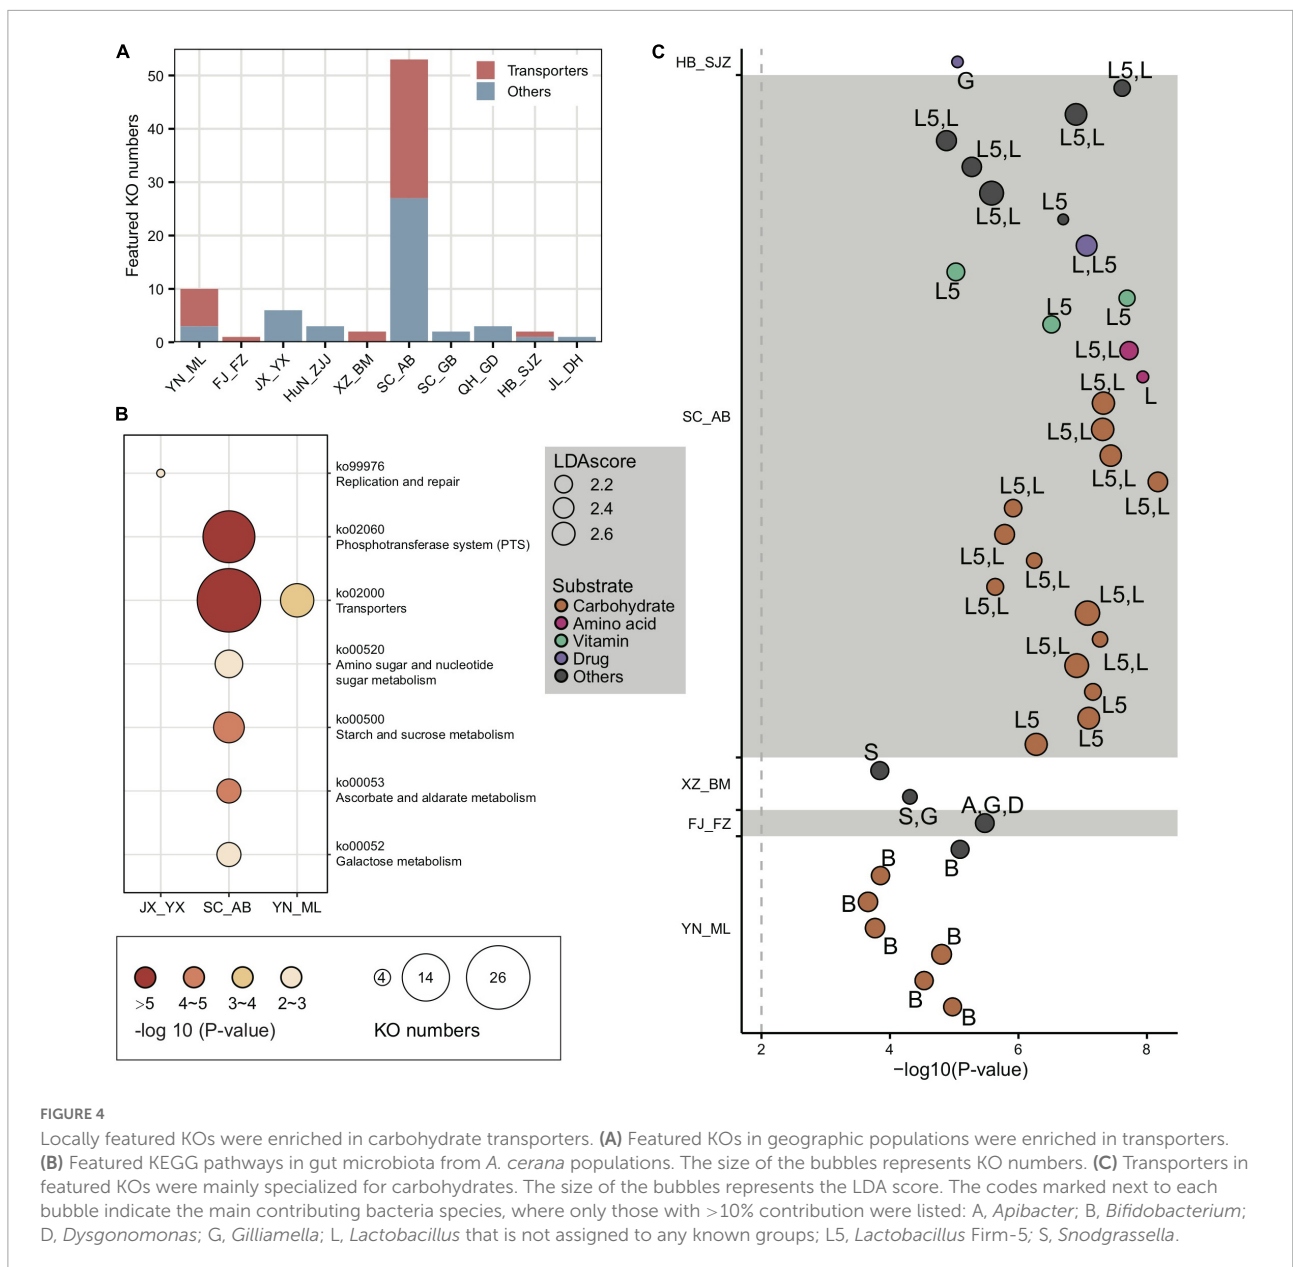 A
Featured KO numbers
50
40
30
20
10
0
Transporters
Others
YN_ML
FJ_FZ
JX_YX
HuN_ZJJ
XZ_BM
SC_AB
SC_GB
QH_GD
HB_SJZ
JL_DH
B
ko99976
Replication and repair
ko02060
Phosphotransferase system (PTS)
ko02000
Transporters
ko00520
Amino sugar and nucleotide
sugar metabolism
ko00500
Starch and sucrose metabolism
ko00053
Ascorbate and aldarate metabolism
ko00052
Galactose metabolism
JX_YX
SC_AB
YN_ML
>5
4~5
3~4
2~3
-log 10 (P-value)
4
14
26
KO numbers
LDAscore
2.2
2.4
2.6
Substrate
Carbohydrate
Amino acid
Vitamin
Drug
Others
C
HB_SJZ
SC_AB
XZ_BM
FJ_FZ
YN_ML
G
L5,L
L5,L
L5,L
L5,L
L5,L
L5
L,L5
L5
L5
L5
L5,L
L
L5,L
L5,L
L5,L
L5,L
L5,L
L5,L
L5,L
L5,L
L5,L
L5,L
L5,L
L5
L5
L5
S
S,G
A,G,D
B
B
B
B
B
B
B
2
4
6
8
−log10(P-value)
FIGURE 4
Locally featured KOs were enriched in carbohydrate transporters. (A) Featured KOs in geographic populations were enriched in transporters.
(B) Featured KEGG pathways in gut microbiota from A. cerana populations. The size of the bubbles represents KO numbers. (C) Transporters in
featured KOs were mainly specialized for carbohydrates. The size of the bubbles represents the LDA score. The codes marked next to each
bubble indicate the main contributing bacteria species, where only those with >10% contribution were listed: A, Apibacter; B, Bifidobacterium;
D, Dysgonomonas; G, Gilliamella; L, Lactobacillus that is not assigned to any known groups; L5, Lactobacillus Firm-5; S, Snodgrassella.